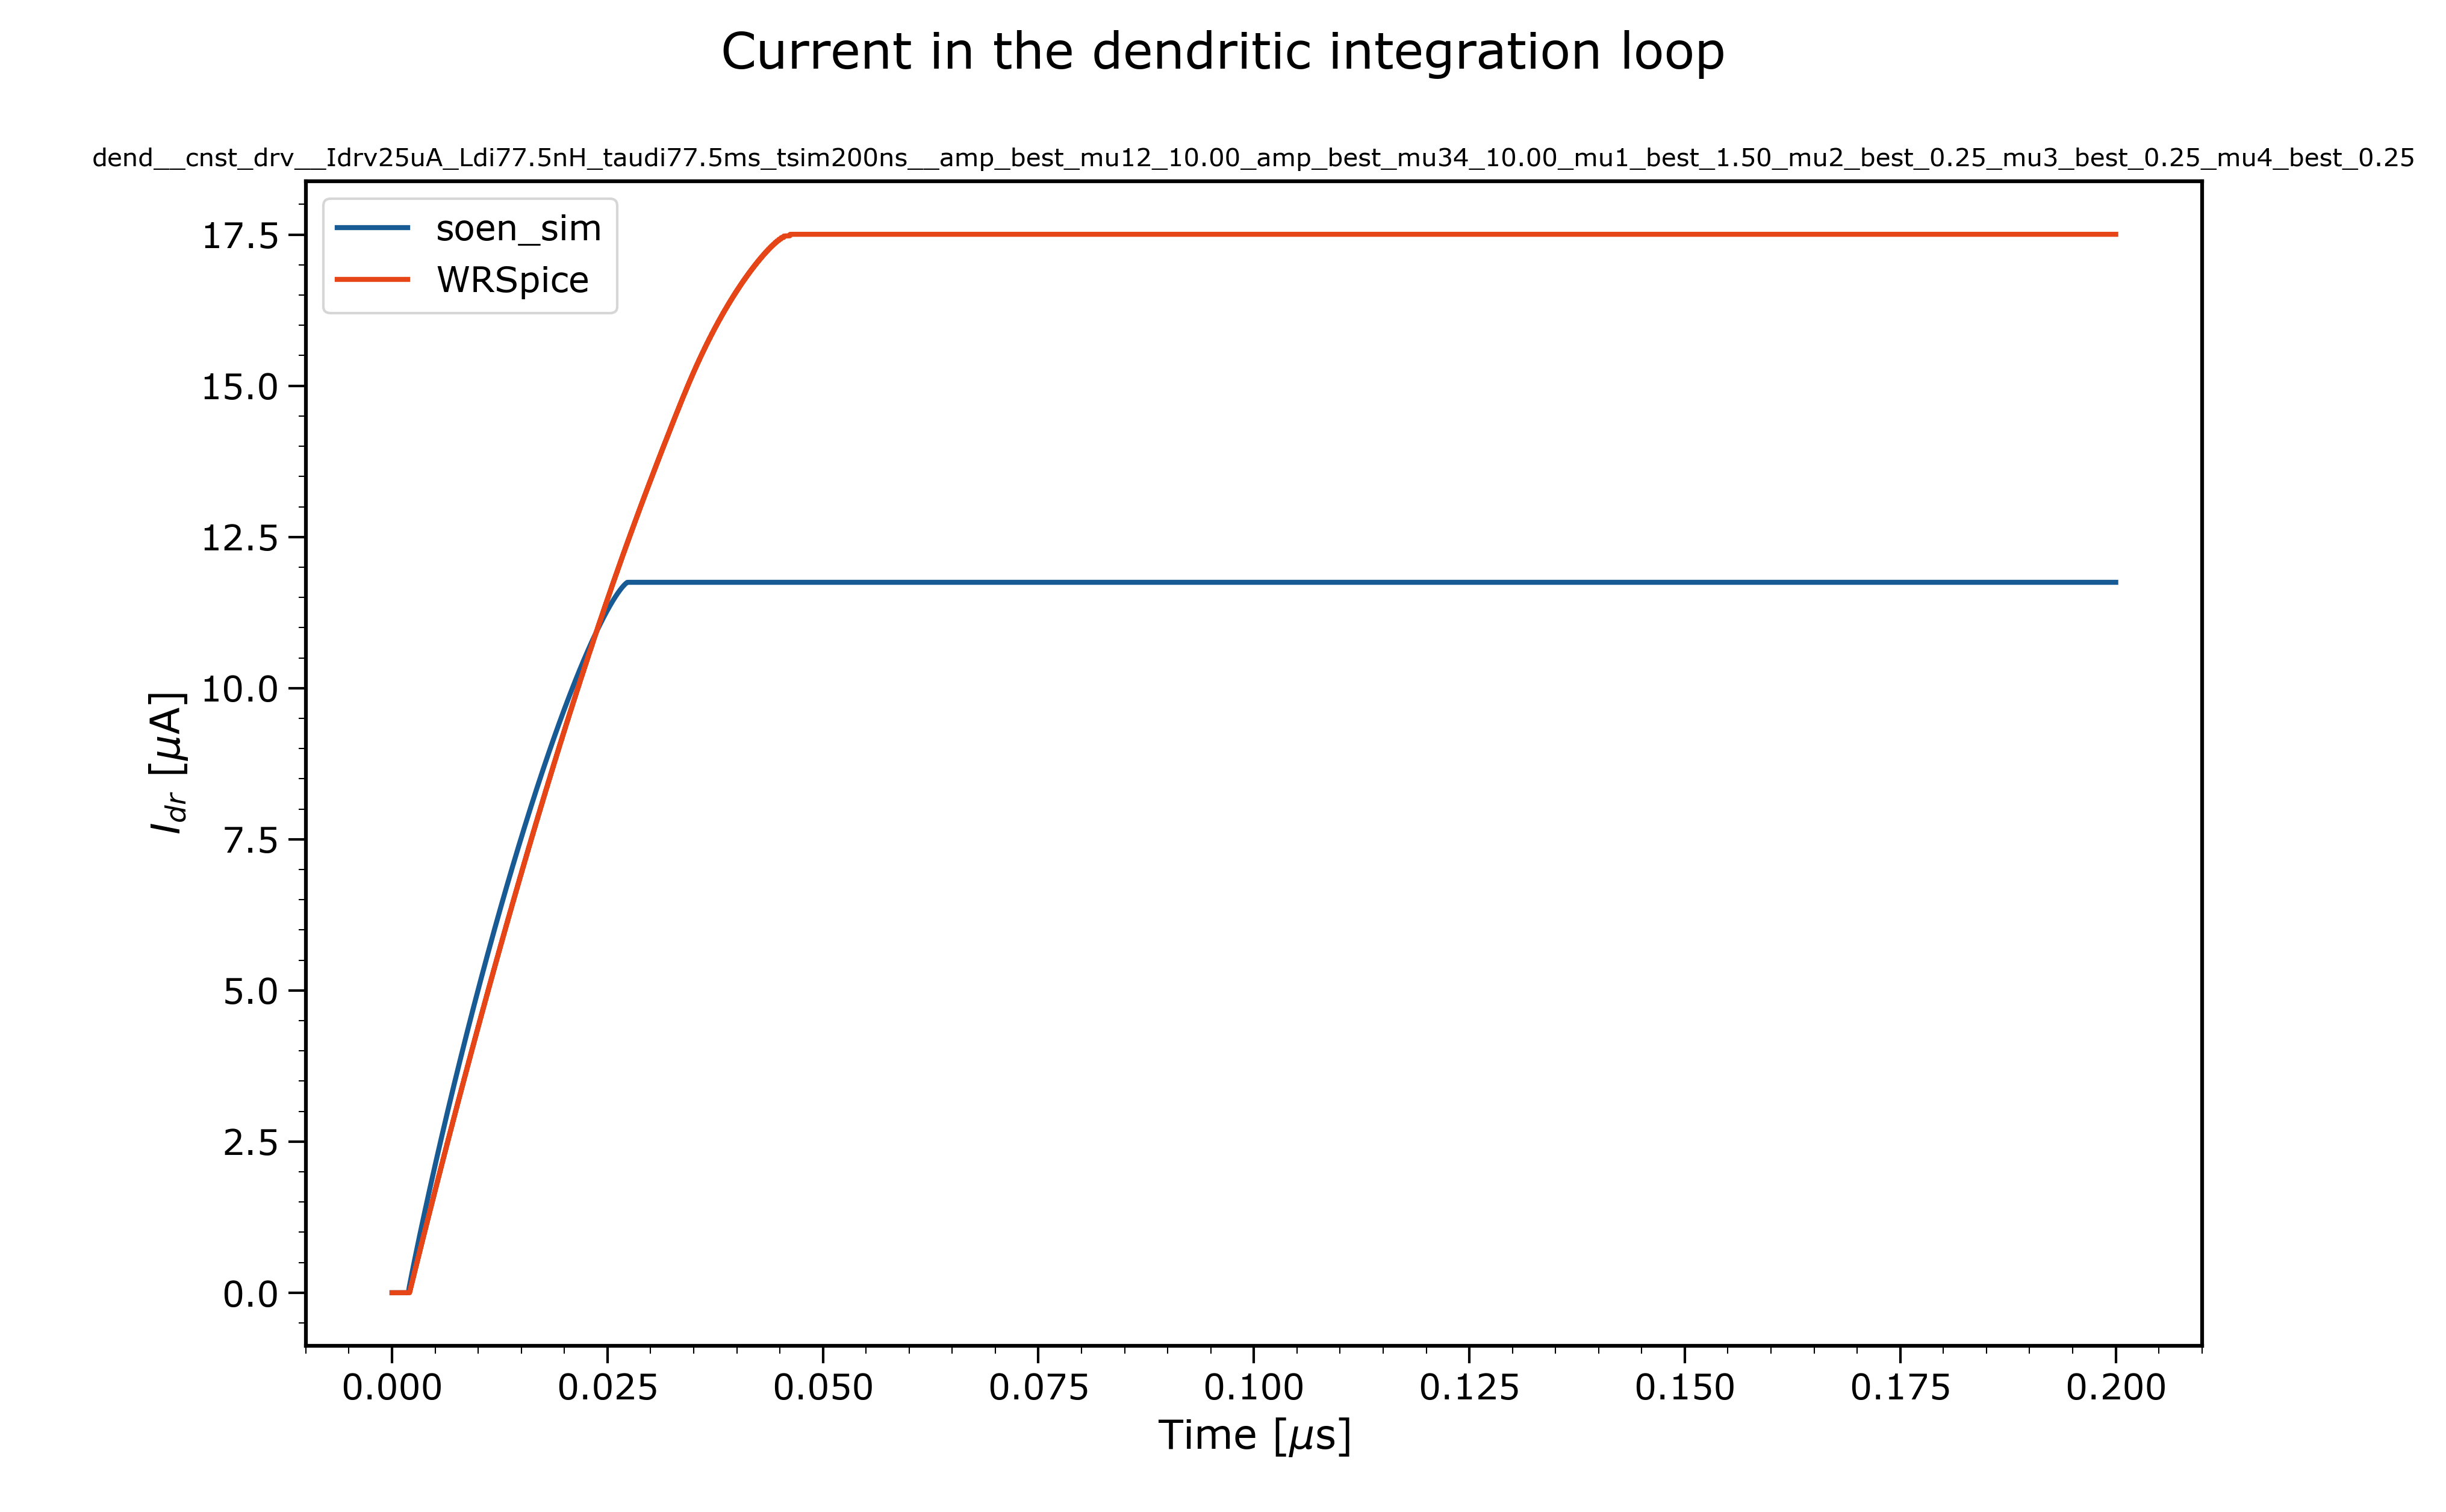 Current in the dendritic integration loop
dend__cnst_drv__Idrv25uA_Ldi77.5nH_taudi77.5ms_tsim200ns__amp_best_mu12_10.00_amp_best_mu34_10.00_mu1_best_1.50_mu2_best_0.25_mu3_best_0.25_mu4_best_0.25
soen_sim
WRSpice
17.5
15.0
12.5
10.0
7.5
5.0
2.5
0.0
I_{dr} [μA]
0.000 0.025 0.050 0.075 0.100 0.125 0.150 0.175 0.200
Time [μs]